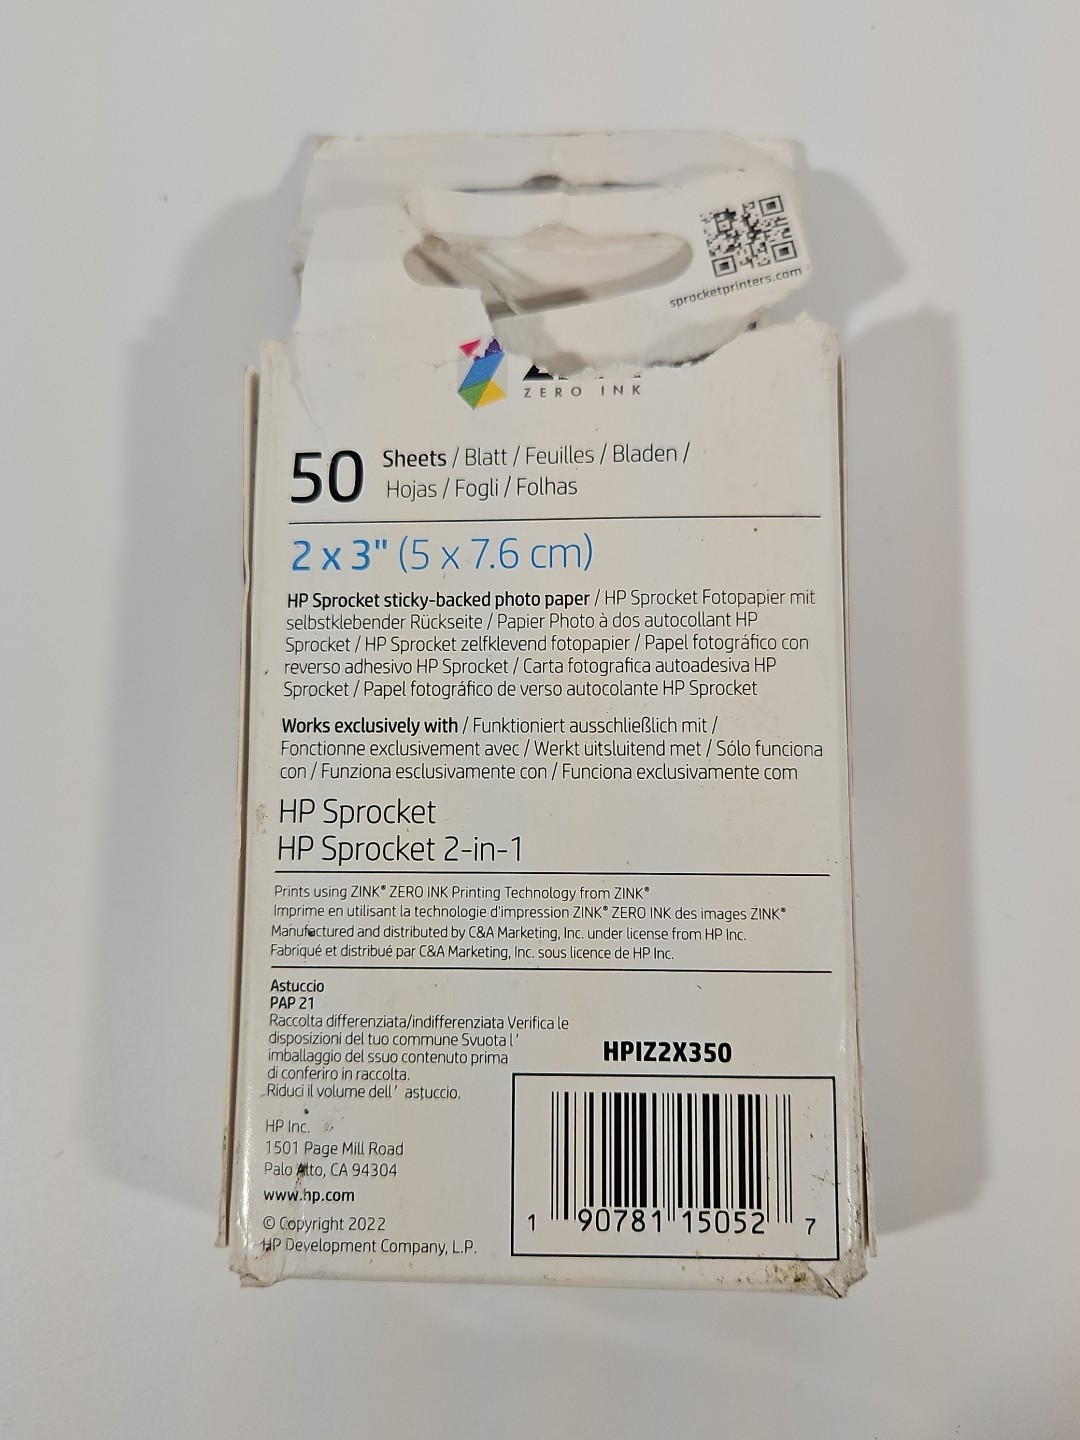 sprocketprinters.com
ZERO INK
50 Sheets / Blatt / Feuilles / Bladen /
Hojas / Fogli / Folhas
2 x 3" (5 x 7.6 cm)
HP Sprocket sticky-backed photo paper / HP Sprocket Fotopapier mit
selbstklebender Rückseite / Papier Photo à dos autocollant HP
Sprocket / HP Sprocket zelfklevend fotopapier / Papel fotográfico con
reverso adhesivo HP Sprocket / Carta fotografica autoadesiva HP
Sprocket / Papel fotográfico de verso autocolante HP Sprocket
Works exclusively with / Funktioniert ausschließlich mit /
Fonctionne exclusivement avec / Werkt uitsluitend met / Sólo funciona
con / Funziona esclusivamente con / Funciona exclusivamente com
HP Sprocket
HP Sprocket 2-in-1
Prints using ZINK® ZERO INK Printing Technology from ZINK®
Imprime en utilisant la technologie d'impression ZINK® ZERO INK des images ZINK®
Manufactured and distributed by C&A Marketing, Inc. under license from HP Inc.
Fabriqué et distribué par C&A Marketing, Inc. sous licence de HP Inc.
Astuccio
PAP 21
Raccolta differenziata/indifferenziata Verifica le
disposizioni del tuo commune Svuota l'
imballaggio del ssuo contenuto prima
di conferiro in raccolta.
Riduci il volume dell' astuccio.
HP Inc.
1501 Page Mill Road
Palo Alto, CA 94304
www.hp.com
© Copyright 2022
HP Development Company, L.P.
HPIZ2X350
1 90781 15052 7